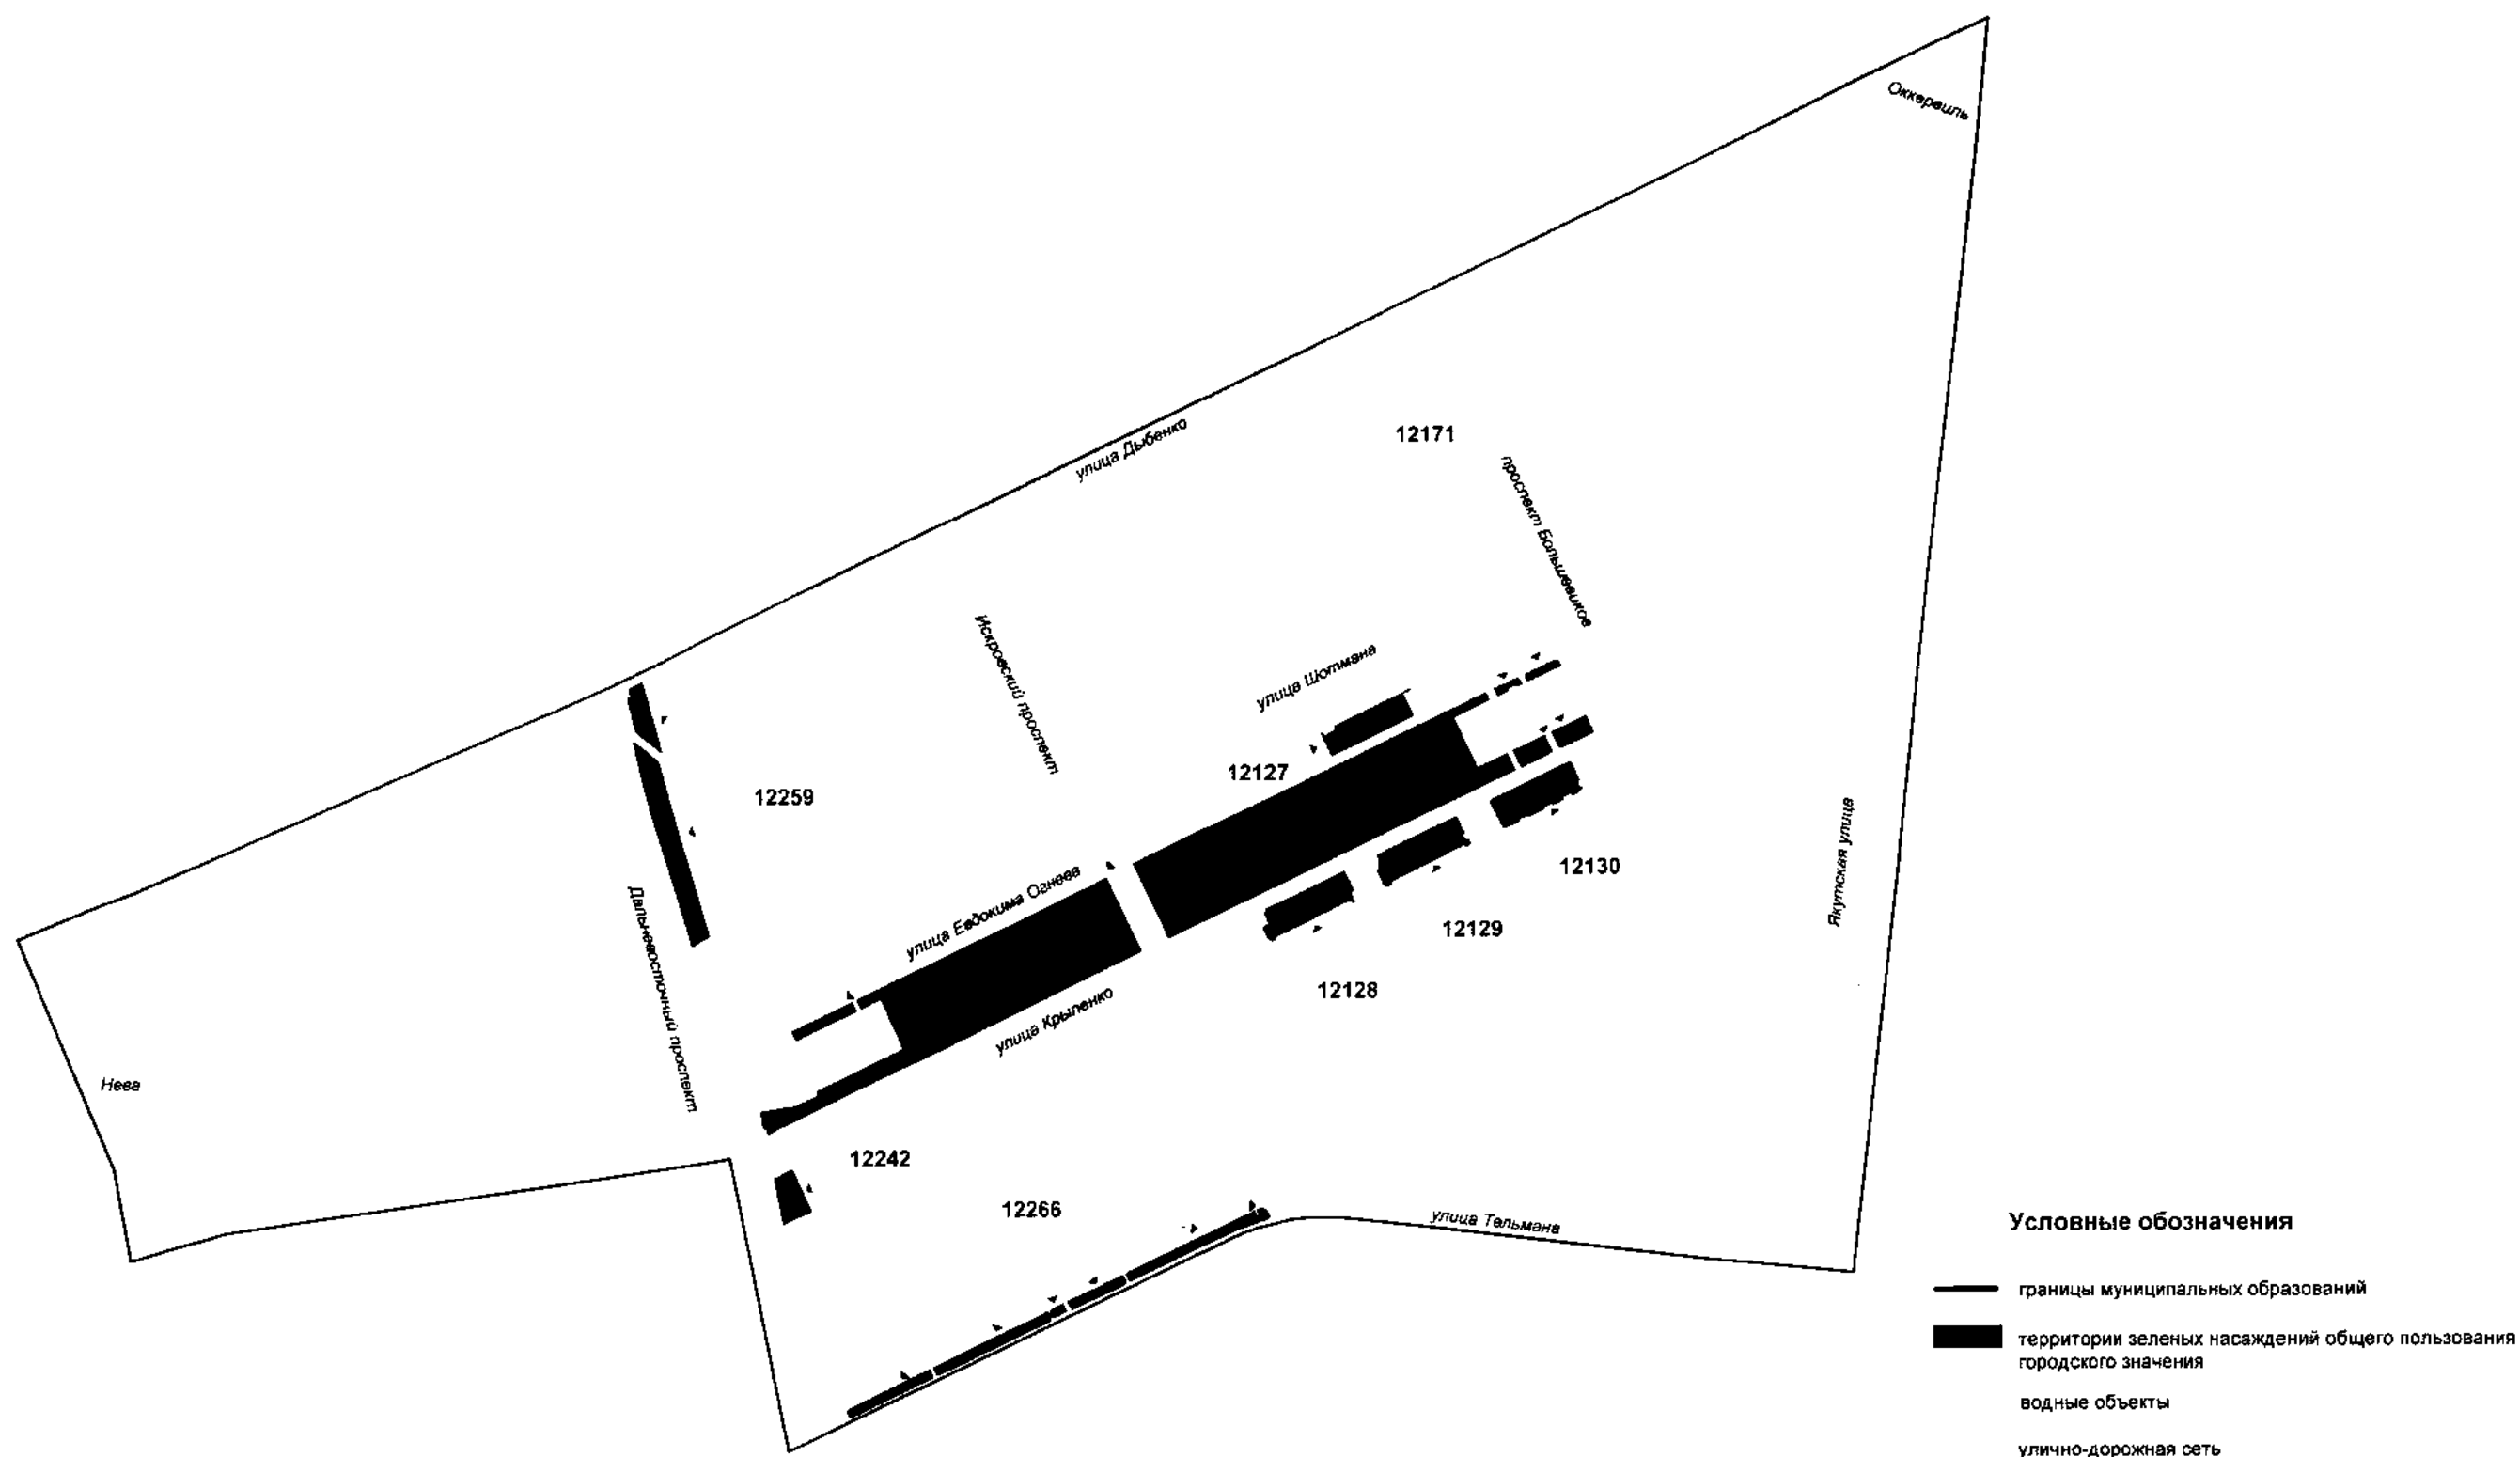 Оккервиль
улица Дыбенко
12171
проспект Большевиков
Искровский проспект
улица Шотмана
12127
12259
улица Евдокима Огнева
Дальневосточный проспект
12130
Якутская улица
12129
12128
улица Крыленко
Нева
12242
12266
улица Тельмана
Условные обозначения
границы муниципальных образований
территории зеленых насаждений общего пользования
городского значения
водные объекты
улично-дорожная сеть